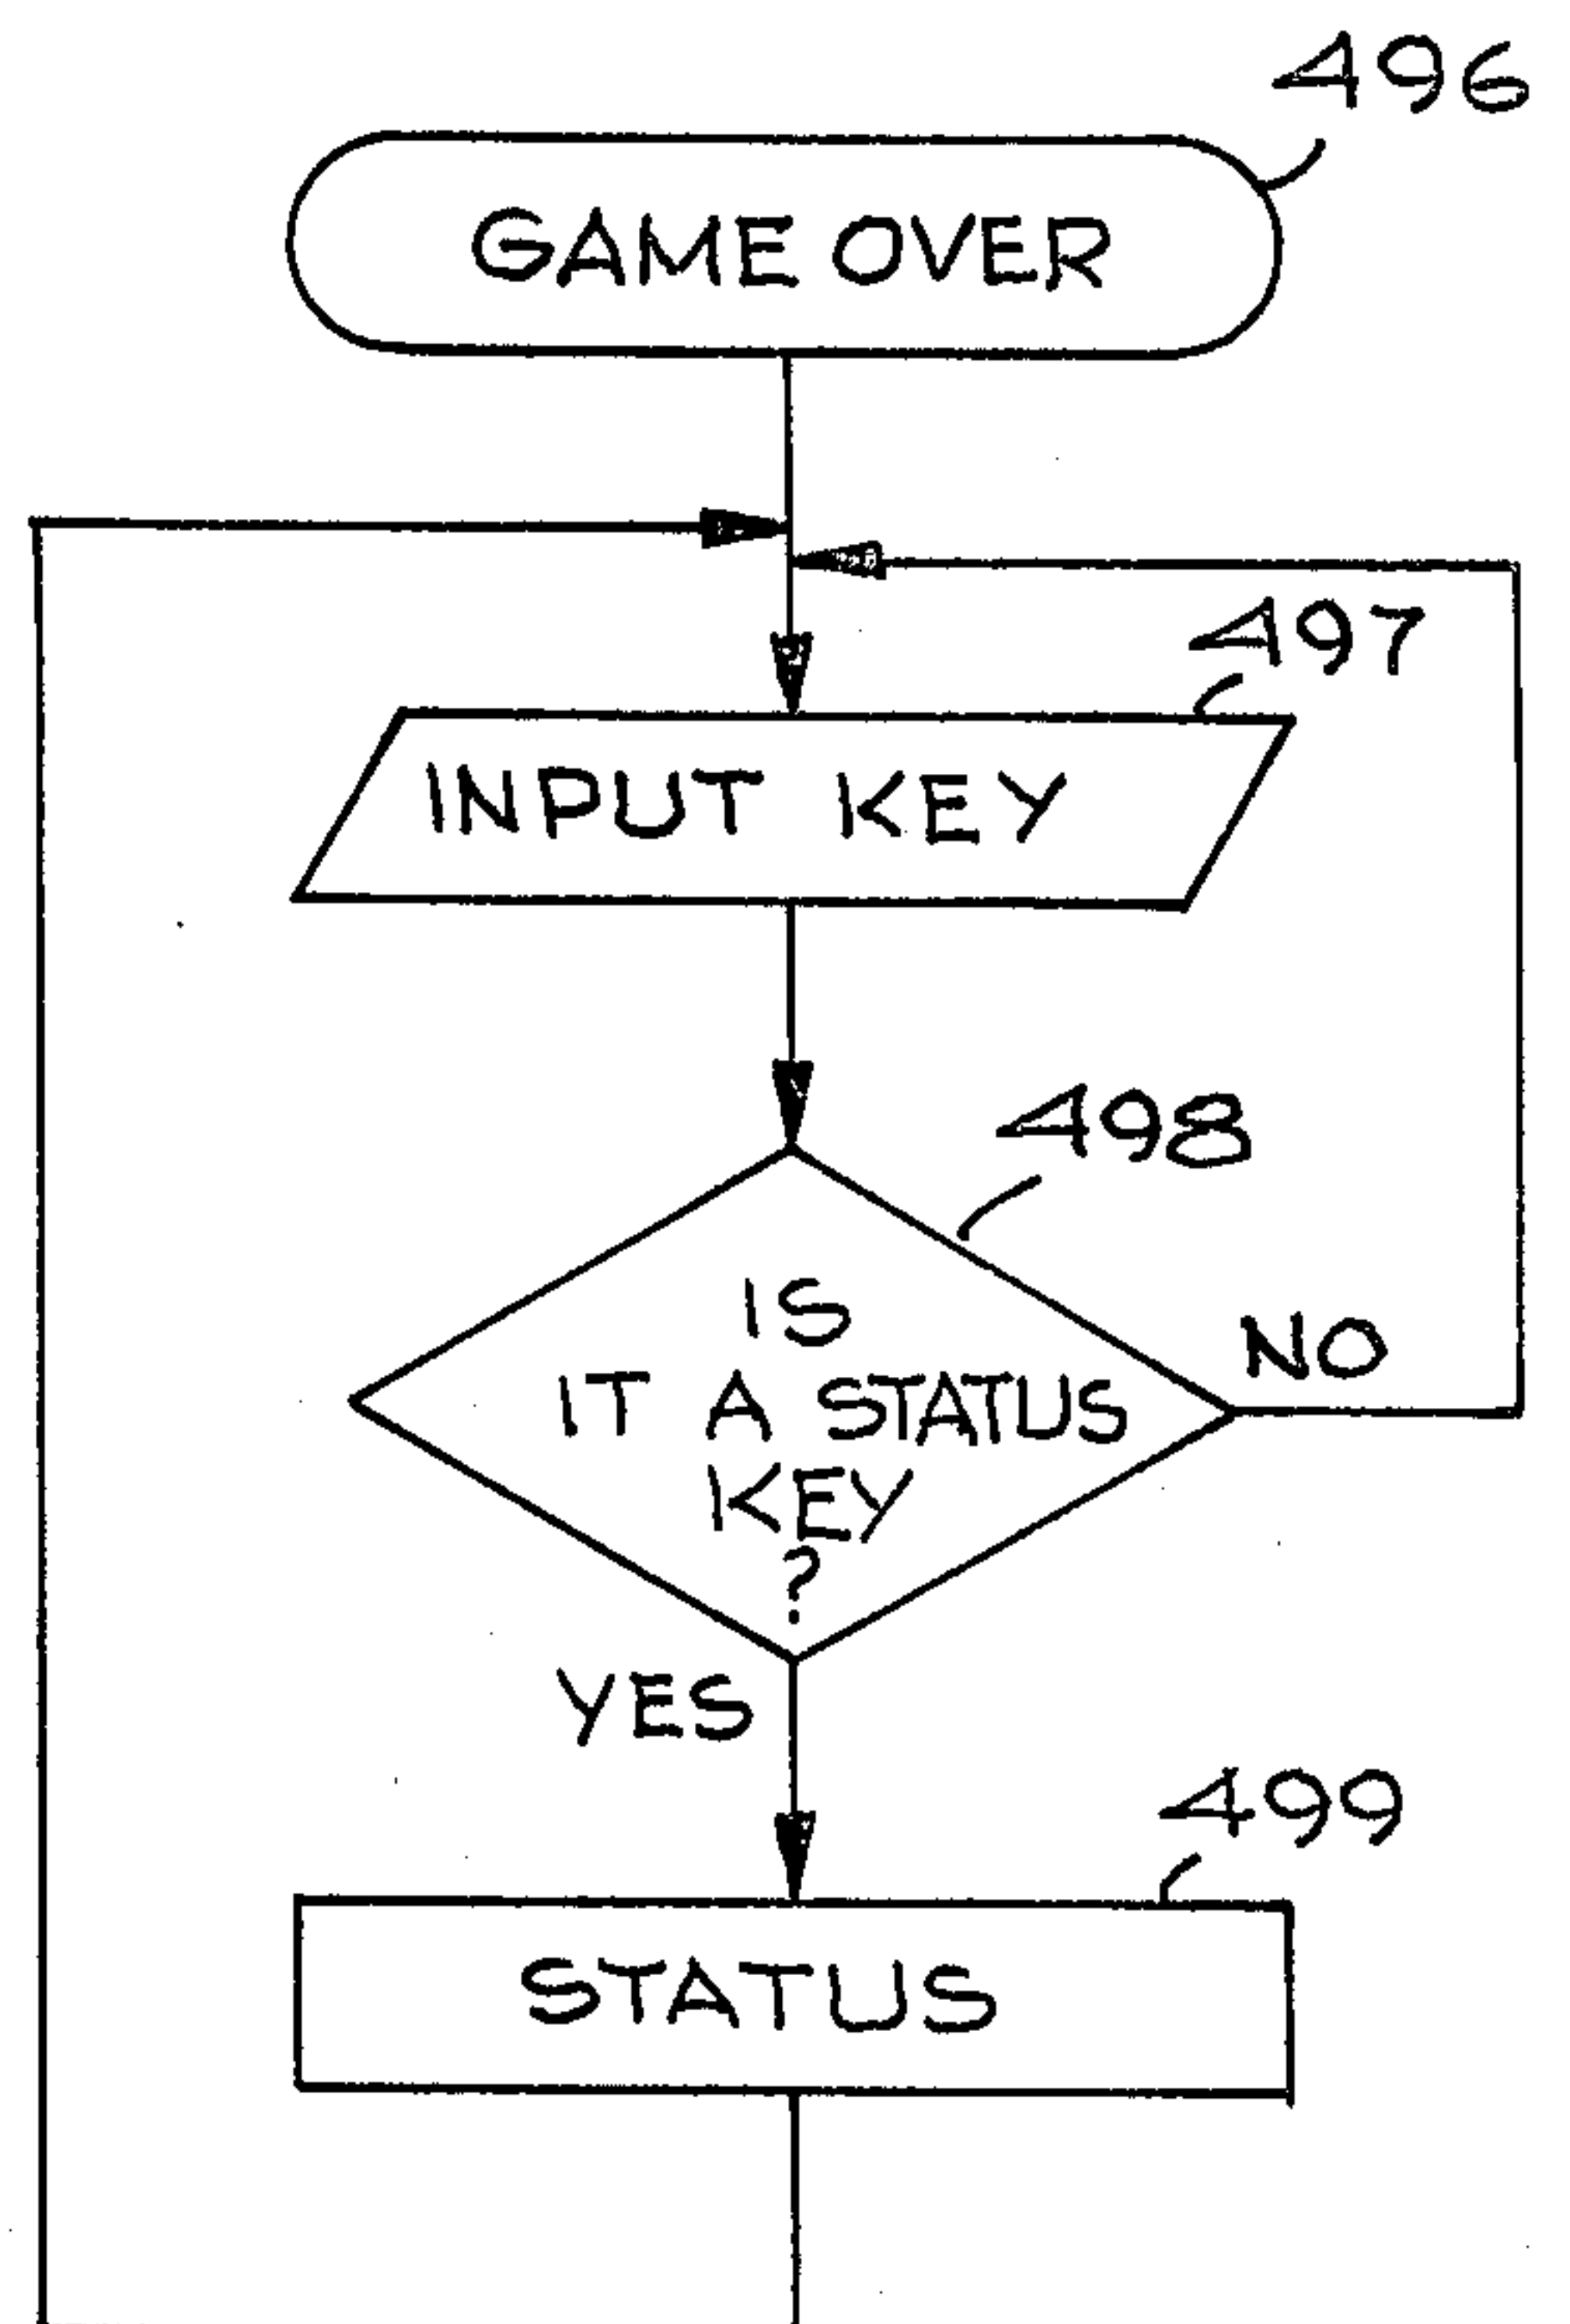 496
GAME OVER
497
INPUT KEY
498
IS
IT A STATUS
KEY
?
NO
YES
499
STATUS